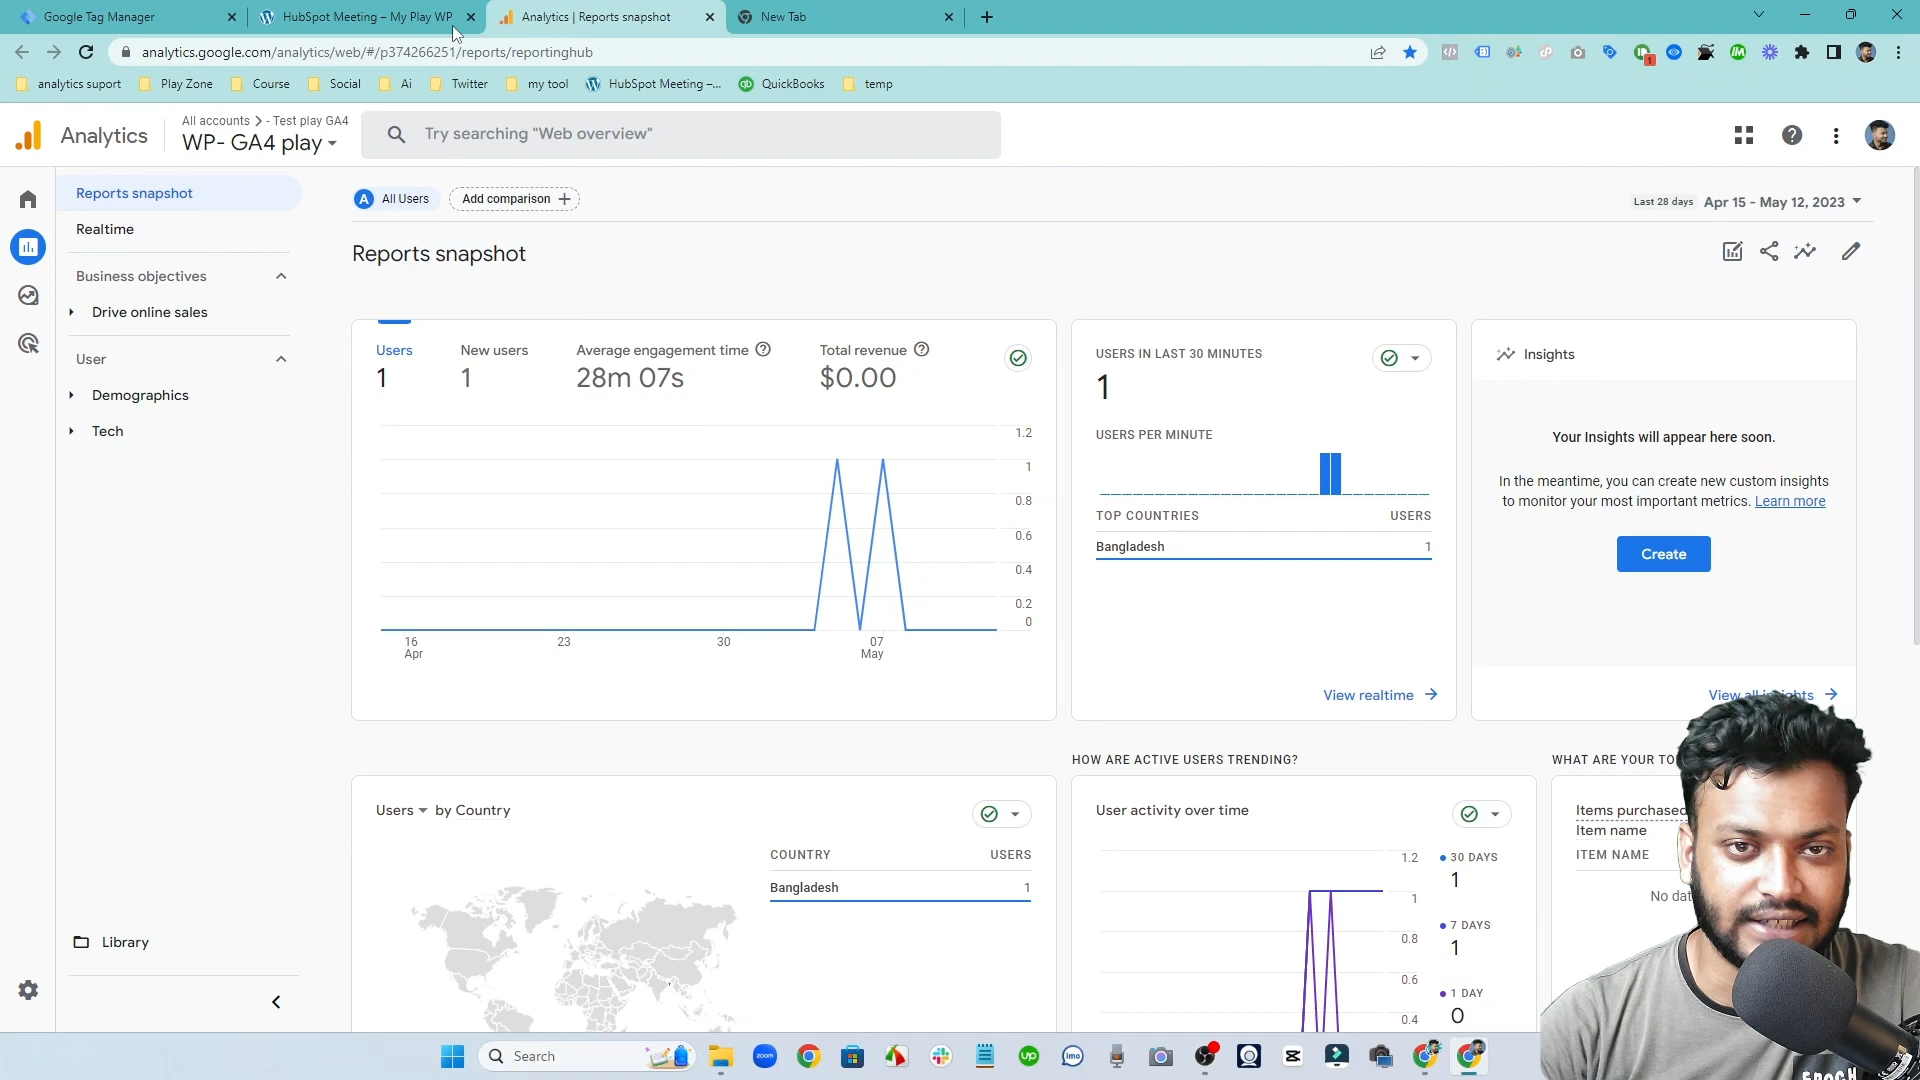 Google Tag Manager
HubSpot Meeting – My Play WP
Analytics | Reports snapshot
New Tab
analytics.google.com/analytics/web/#/p374266251/reports/reportinghub
1
analytics suport
Play Zone
Course
Social
Ai
Twitter
my tool
HubSpot Meeting –...
QuickBooks
temp
Analytics
All accounts > - Test play GA4
WP- GA4 play
Try searching "Web overview"
Reports snapshot
Realtime
Business objectives
Drive online sales
User
Demographics
Tech
Library
A All Users
Add comparison +
Last 28 days Apr 15 - May 12, 2023
Reports snapshot
Users
1
New users
1
Average engagement time
28m 07s
Total revenue
$0.00
1.2
1
0.8
0.6
0.4
0.2
0
16
Apr
23
30
07
May
USERS IN LAST 30 MINUTES
1
USERS PER MINUTE
TOP COUNTRIES USERS
Bangladesh 1
View realtime
Insights
Your Insights will appear here soon.
In the meantime, you can create new custom insights
to monitor your most important metrics. Learn more
Create
View all insights
Users by Country
COUNTRY USERS
Bangladesh 1
HOW ARE ACTIVE USERS TRENDING?
User activity over time
1.2
1
0.8
0.6
0.4
30 DAYS
1
7 DAYS
1
1 DAY
0
WHAT ARE YOUR TO
Items purchased
Item name
ITEM NAME
No dat
Search
zoom
up
imo
EPOCH